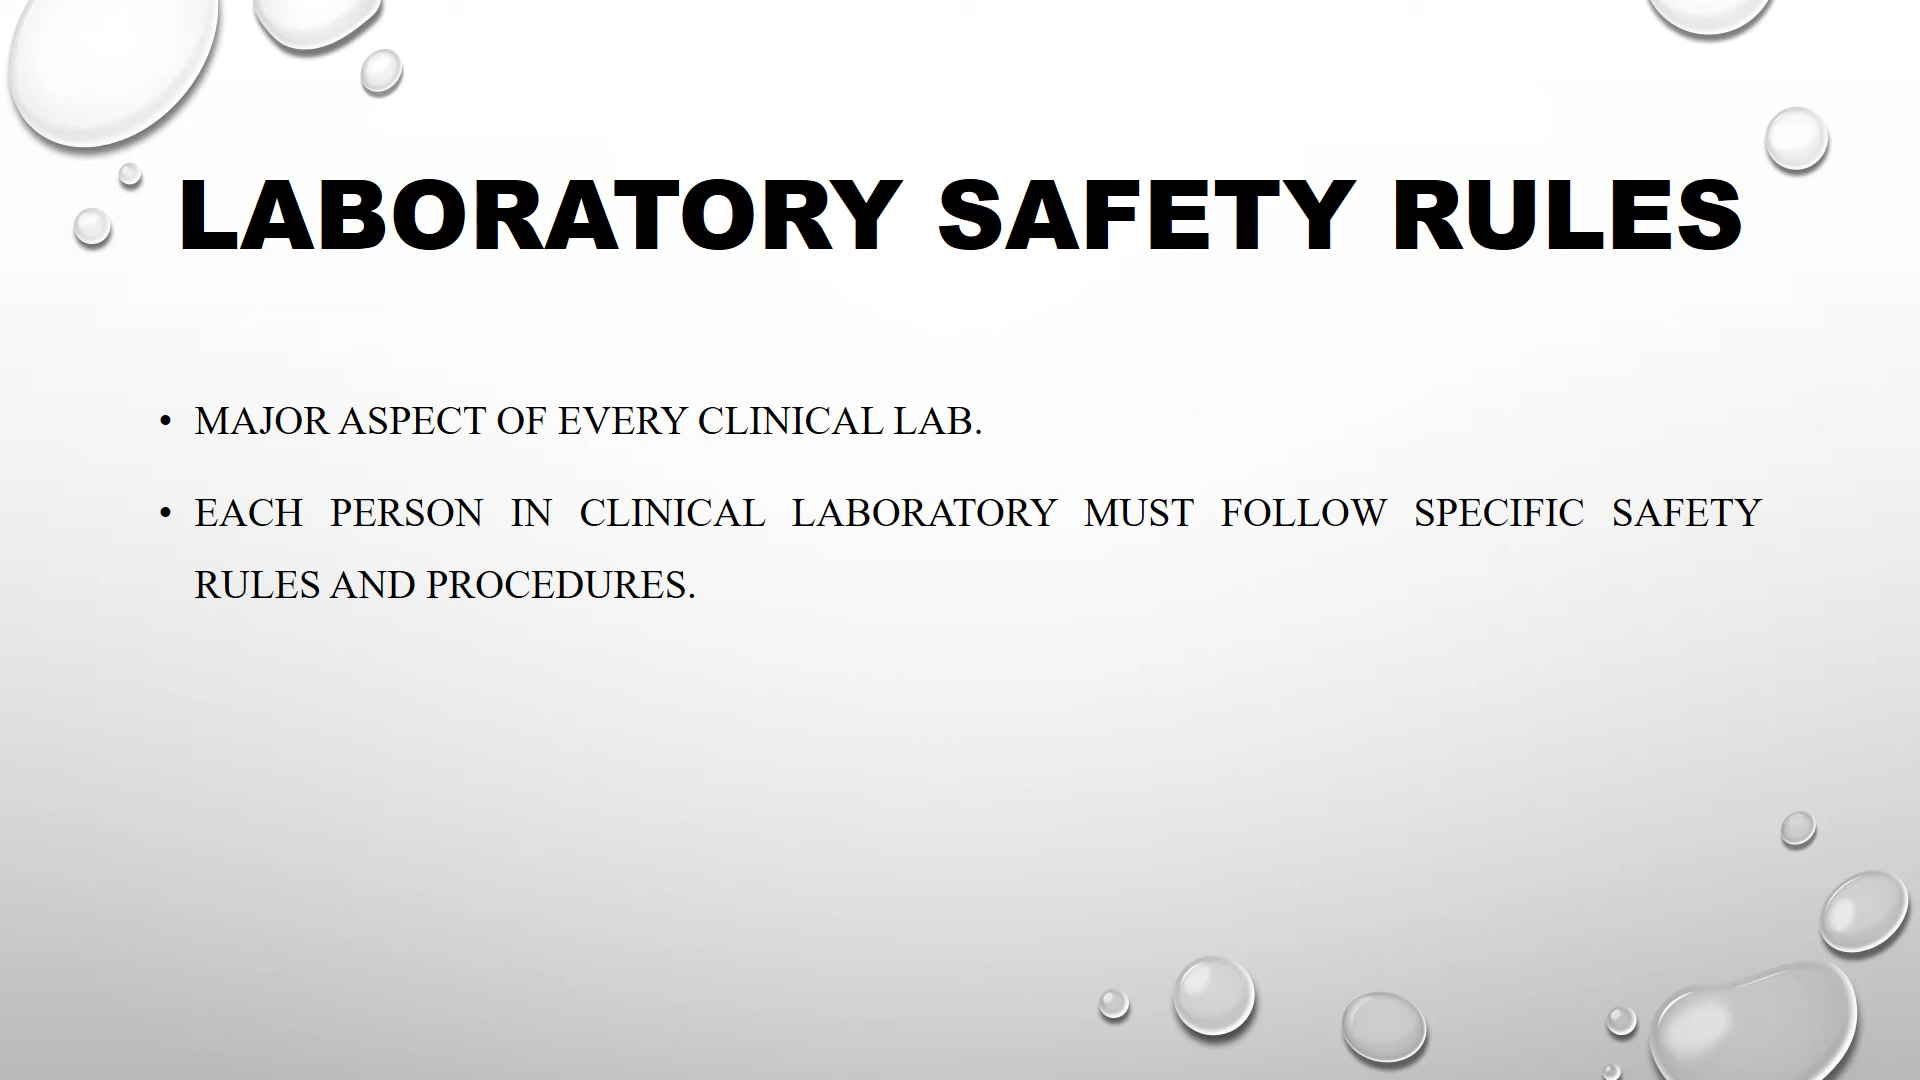 LABORATORY SAFETY RULES
• MAJOR ASPECT OF EVERY CLINICAL LAB.
• EACH PERSON IN CLINICAL LABORATORY MUST FOLLOW SPECIFIC SAFETY
RULES AND PROCEDURES.